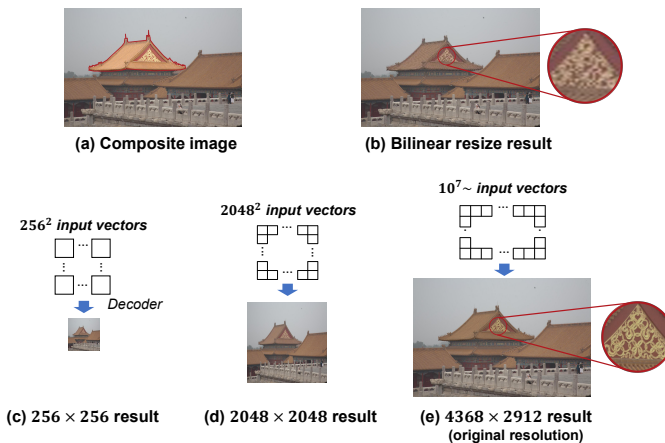 (a) Composite image
(b) Bilinear resize result
256² input vectors
2048² input vectors
10⁷~ input vectors
...
...
...
Decoder
(c) 256 × 256 result
(d) 2048 × 2048 result
(e) 4368 × 2912 result
(original resolution)